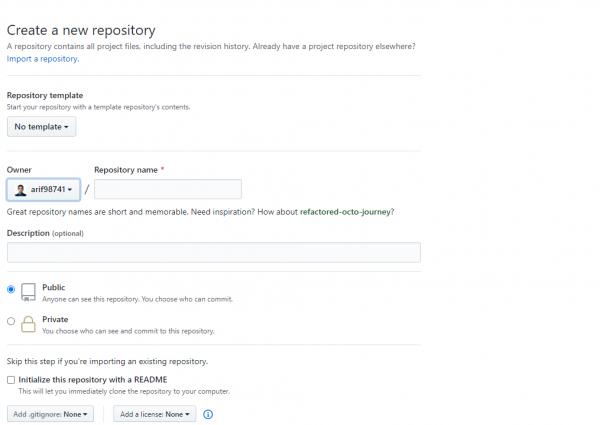 Create a new repository
A repository contains all project files, including the revision history. Already have a project repository elsewhere?
Import a repository.
Repository template
Start your repository with a template repository's contents.
No template
Owner Repository name *
arif98741 /
Great repository names are short and memorable. Need inspiration? How about refactored-octo-journey?
Description (optional)
Public
Anyone can see this repository. You choose who can commit.
Private
You choose who can see and commit to this repository.
Skip this step if you're importing an existing repository.
Initialize this repository with a README
This will let you immediately clone the repository to your computer.
Add .gitignore: None Add a license: None